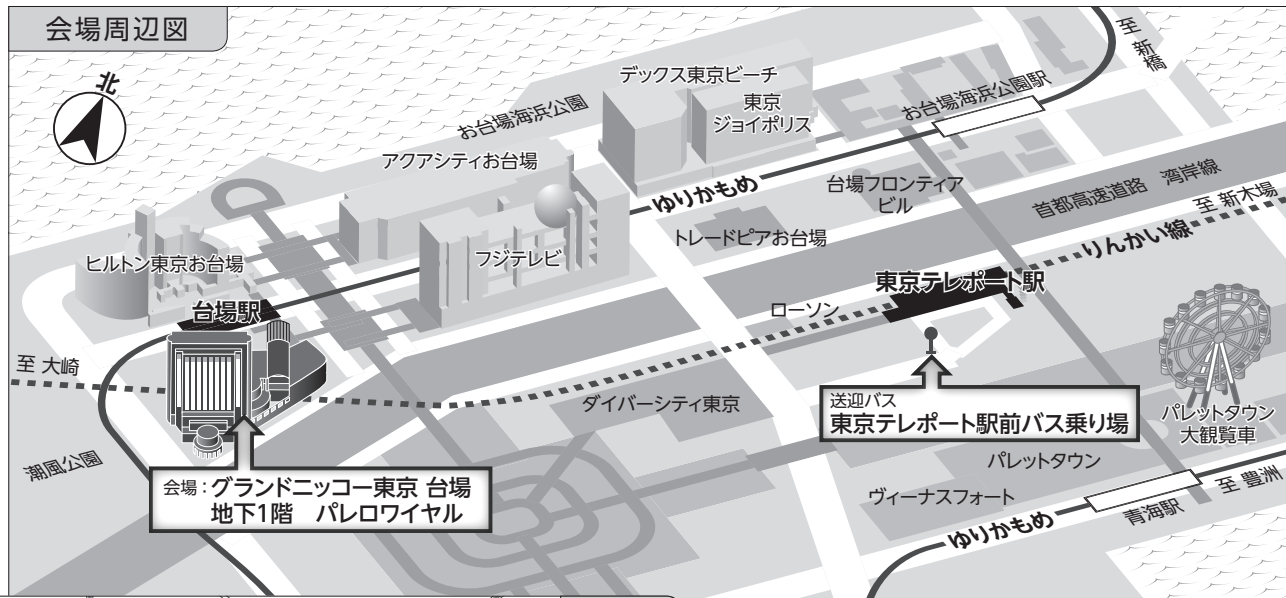 会場周辺図
北
至 新橋
デックス東京ビーチ
東京
ジョイポリス
お台場海浜公園駅
お台場海浜公園
アクアシティお台場
ゆりかもめ
台場フロンティア
ビル
首都高速道路 湾岸線
至 新木場
りんかい線
トレードピアお台場
ヒルトン東京お台場
フジテレビ
東京テレポート駅
台場駅
ローソン
至 大崎
ダイバーシティ東京
送迎バス
東京テレポート駅前バス乗り場
パレットタウン
大観覧車
潮風公園
会場：グランドニッコー東京 台場
地下1階 パレロワイヤル
パレットタウン
ヴィーナスフォート
至 豊洲
青海駅
ゆりかもめ